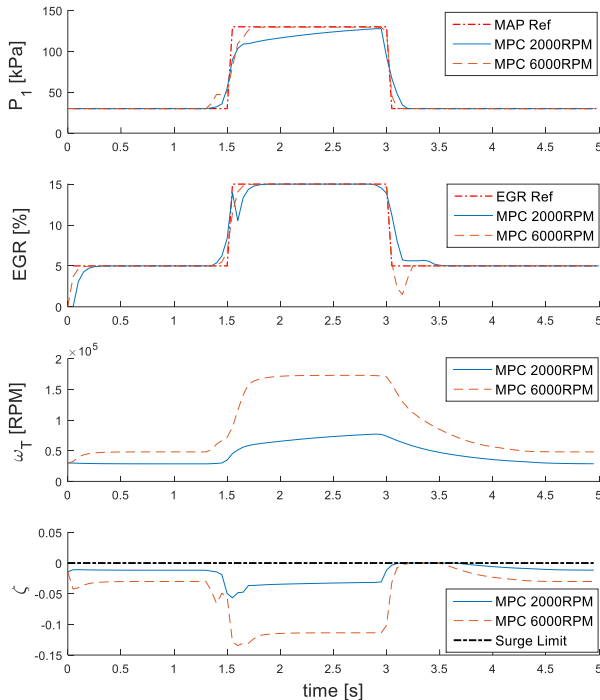 150
100
50
0
P₁ [kPa]
MAP Ref
MPC 2000RPM
MPC 6000RPM
0 0.5 1 1.5 2 2.5 3 3.5 4 4.5 5
15
10
5
0
EGR [%]
EGR Ref
MPC 2000RPM
MPC 6000RPM
0 0.5 1 1.5 2 2.5 3 3.5 4 4.5 5
×10⁵
2
1.5
1
0.5
0
ω_T [RPM]
MPC 2000RPM
MPC 6000RPM
0 0.5 1 1.5 2 2.5 3 3.5 4 4.5 5
0.05
0
-0.05
-0.1
-0.15
ζ
MPC 2000RPM
MPC 6000RPM
Surge Limit
0 0.5 1 1.5 2 2.5 3 3.5 4 4.5 5
time [s]